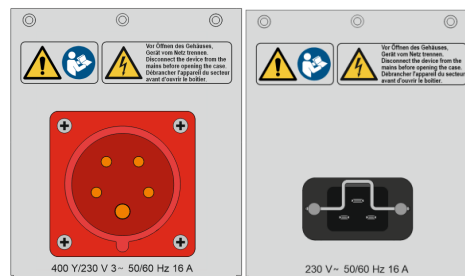 Vor Öffnen des Gehäuses,
Gerät vom Netz trennen.
Disconnect the device from the
mains before opening the case.
Débrancher l'appareil du secteur
avant d'ouvrir le boîtier.
400 Y/230 V 3~ 50/60 Hz 16 A
Vor Öffnen des Gehäuses,
Gerät vom Netz trennen.
Disconnect the device from the
mains before opening the case.
Débrancher l'appareil du secteur
avant d'ouvrir le boîtier.
230 V~ 50/60 Hz 16 A